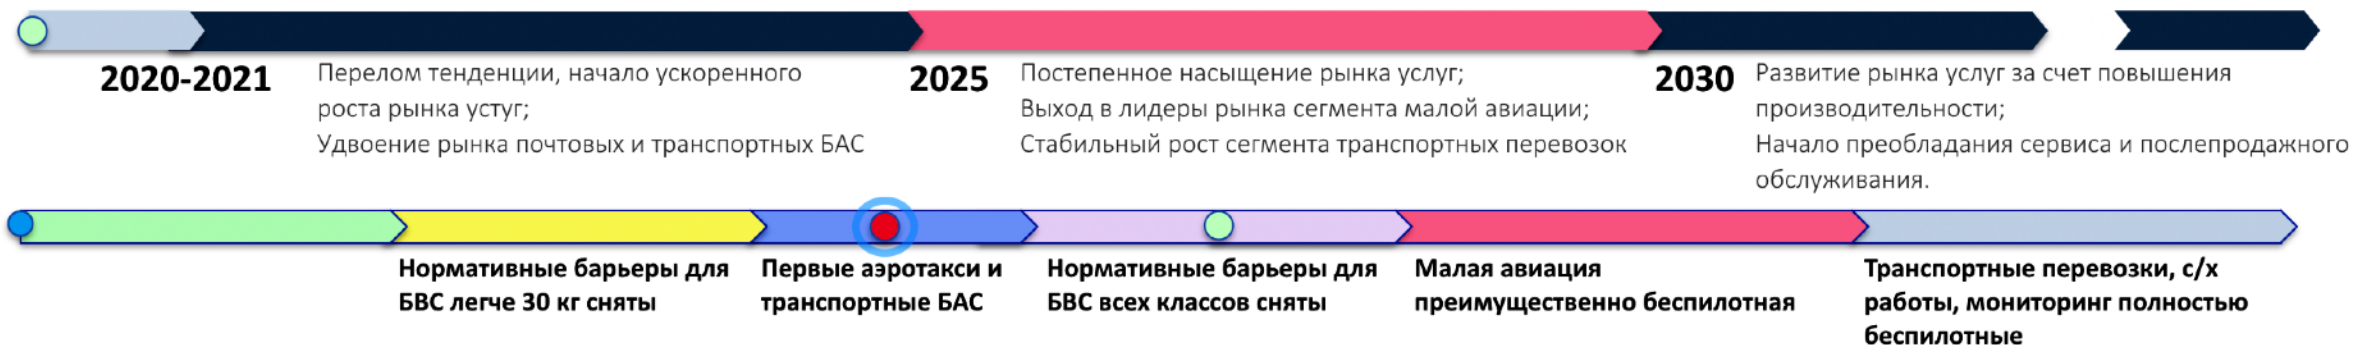 2020-2021
Перелом тенденции, начало ускоренного
роста рынка устуг;
Удвоение рынка почтовых и транспортных БАС
2025
Постепенное насыщение рынка услуг;
Выход в лидеры рынка сегмента малой авиации;
Стабильный рост сегмента транспортных перевозок
2030
Развитие рынка услуг за счет повышения
производительности;
Начало преобладания сервиса и послепродажного
обслуживания.
Нормативные барьеры для
БВС легче 30 кг сняты
Первые аэротакси и
транспортные БАС
Нормативные барьеры для
БВС всех классов сняты
Малая авиация
преимущественно беспилотная
Транспортные перевозки, с/х
работы, мониторинг полностью
беспилотные